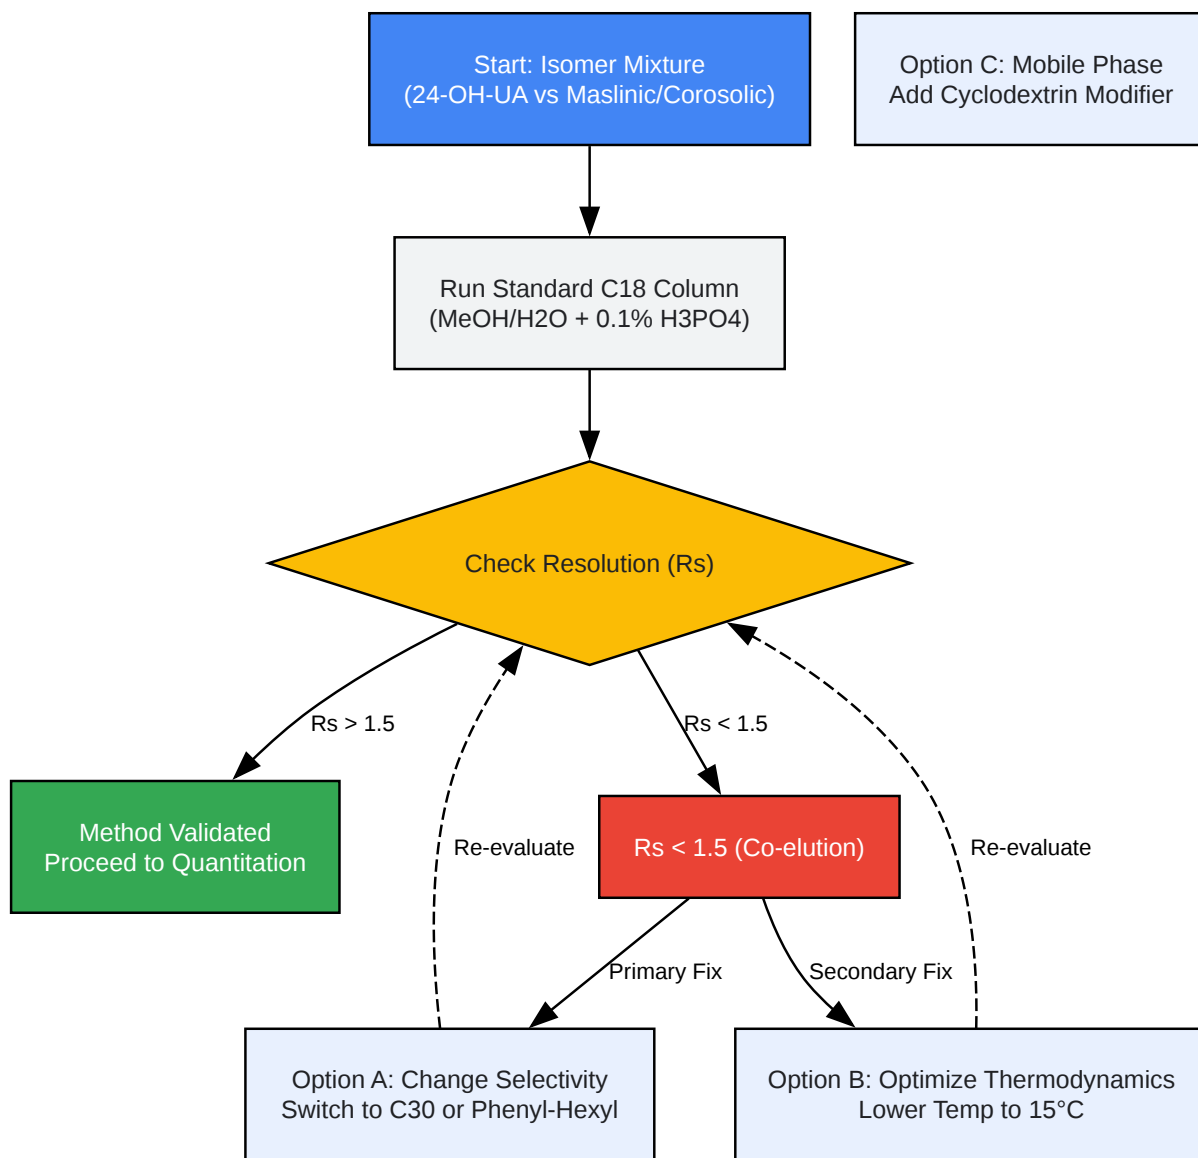 Start: Isomer Mixture
(24-OH-UA vs Maslinic/Corosolic)
Option C: Mobile Phase
Add Cyclodextrin Modifier
Run Standard C18 Column
(MeOH/H2O + 0.1% H3PO4)
Check Resolution (Rs)
Rs > 1.5
Rs < 1.5
Method Validated
Proceed to Quantitation
Re-evaluate
Rs < 1.5 (Co-elution)
Re-evaluate
Primary Fix
Secondary Fix
Option A: Change Selectivity
Switch to C30 or Phenyl-Hexyl
Option B: Optimize Thermodynamics
Lower Temp to 15°C